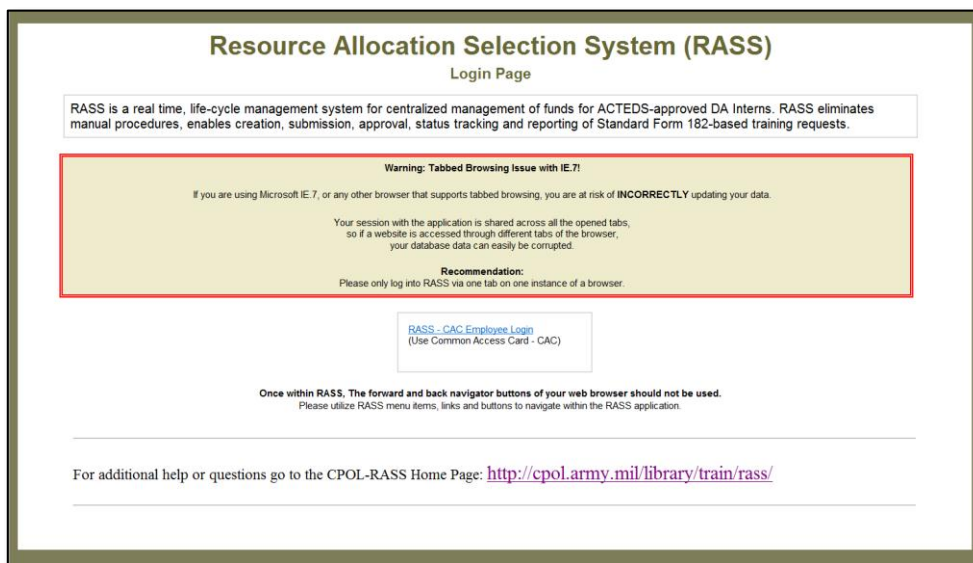 Resource Allocation Selection System (RASS)
Login Page
RASS is a real time, life-cycle management system for centralized management of funds for ACTEDS-approved DA Interns. RASS eliminates
manual procedures, enables creation, submission, approval, status tracking and reporting of Standard Form 182-based training requests.
Warning: Tabbed Browsing Issue with IE.7!
If you are using Microsoft IE.7, or any other browser that supports tabbed browsing, you are at risk of INCORRECTLY updating your data.
Your session with the application is shared across all the opened tabs,
so if a website is accessed through different tabs of the browser,
your database data can easily be corrupted.
Recommendation:
Please only log into RASS via one tab on one instance of a browser.
RASS - CAC Employee Login
(Use Common Access Card - CAC)
Once within RASS, The forward and back navigator buttons of your web browser should not be used.
Please utilize RASS menu items, links and buttons to navigate within the RASS application.
For additional help or questions go to the CPOL-RASS Home Page: http://cpol.army.mil/library/train/rass/